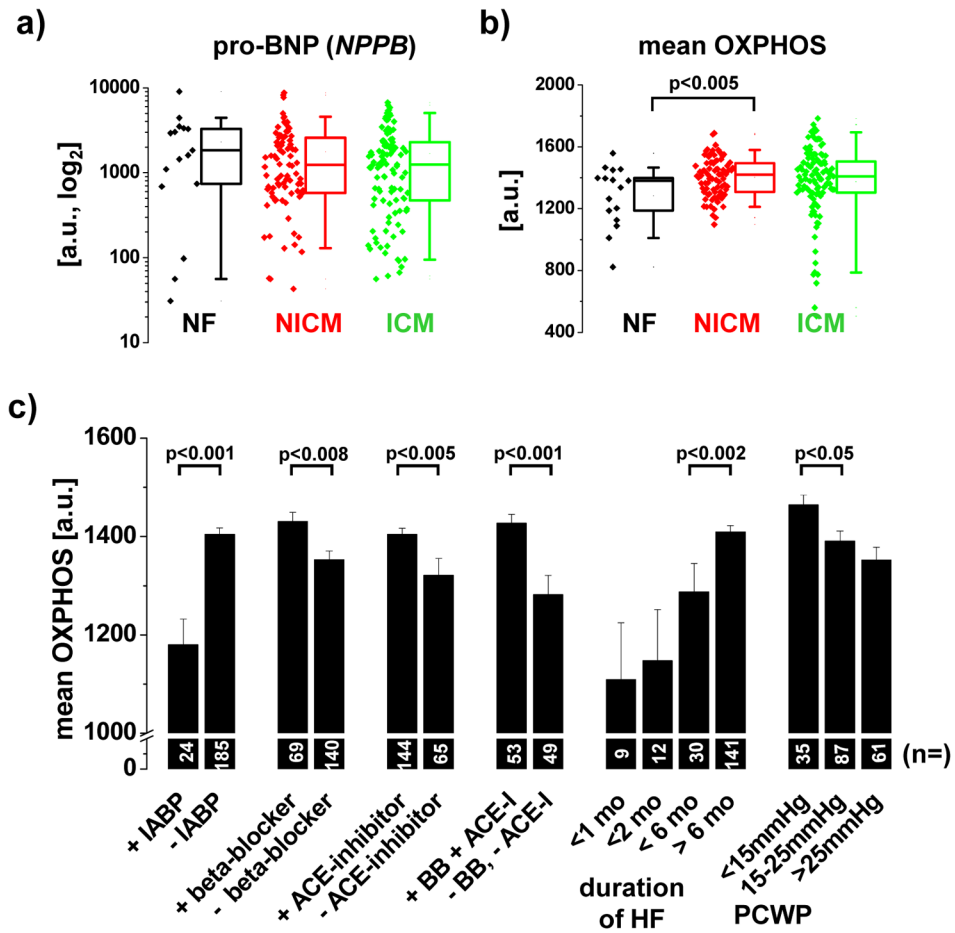 a)
pro-BNP (NPPB)
[a.u., log2]
10000
1000
100
10
NF
NICM
ICM
b)
mean OXPHOS
p<0.005
[a.u.]
2000
1600
1200
800
400
NF
NICM
ICM
c)
mean OXPHOS [a.u.]
1600
1400
1200
1000
0
p<0.001
p<0.008
p<0.005
p<0.001
p<0.002
p<0.05
24
185
69
140
144
65
53
49
9
12
30
141
35
87
61
(n=)
+ IABP
- IABP
+ beta-blocker
- beta-blocker
+ ACE-inhibitor
- ACE-inhibitor
+ BB + ACE-I
- BB, - ACE-I
<1 mo
<2 mo
< 6 mo
> 6 mo
duration
of HF
<15mmHg
15-25mmHg
>25mmHg
PCWP